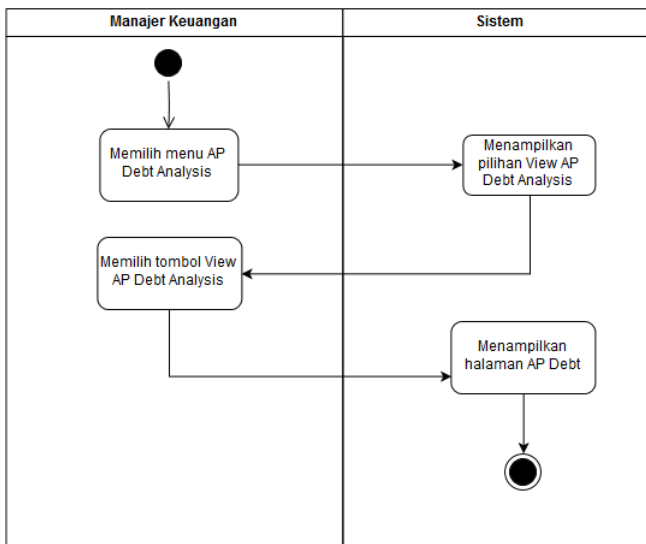 Manajer Keuangan
Sistem
Memilih menu AP
Debt Analysis
Menampilkan
pilihan View AP
Debt Analysis
Memilih tombol View
AP Debt Analysis
Menampilkan
halaman AP Debt